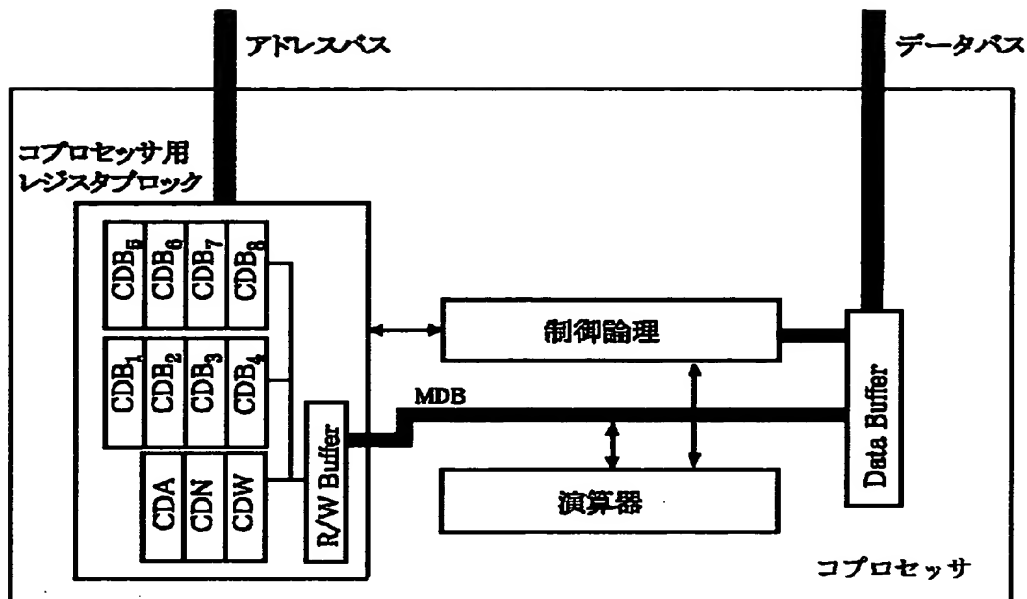 アドレスバス
データバス
コプロセッサ用
レジスタブロック
CDB5 CDB6 CDB7 CDB8
CDB1 CDB2 CDB3 CDB4
CDA CDN CDW
R/W Buffer
制御論理
MDB
演算器
Data Buffer
コプロセッサ